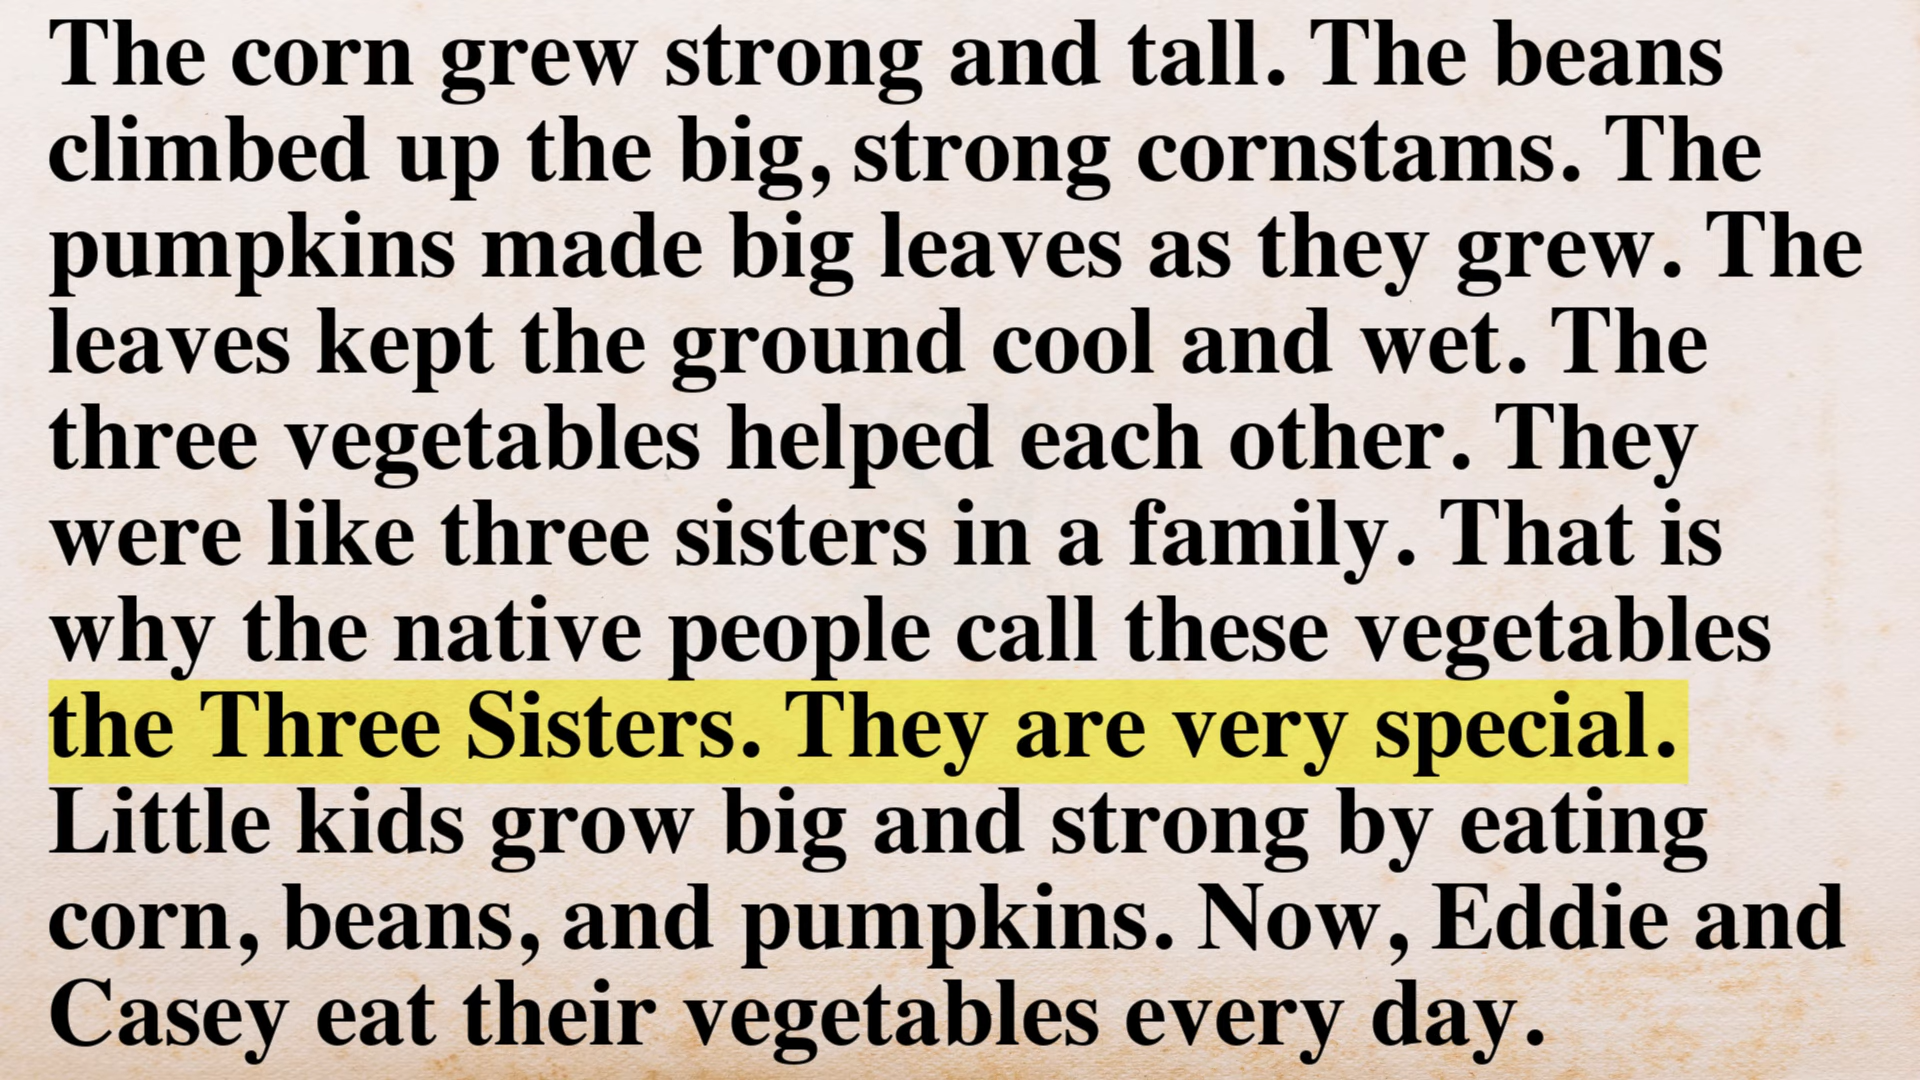 The corn grew strong and tall. The beans
climbed up the big, strong cornstams. The
pumpkins made big leaves as they grew. The
leaves kept the ground cool and wet. The
three vegetables helped each other. They
were like three sisters in a family. That is
why the native people call these vegetables
the Three Sisters. They are very special.
Little kids grow big and strong by eating
corn, beans, and pumpkins. Now, Eddie and
Casey eat their vegetables every day.